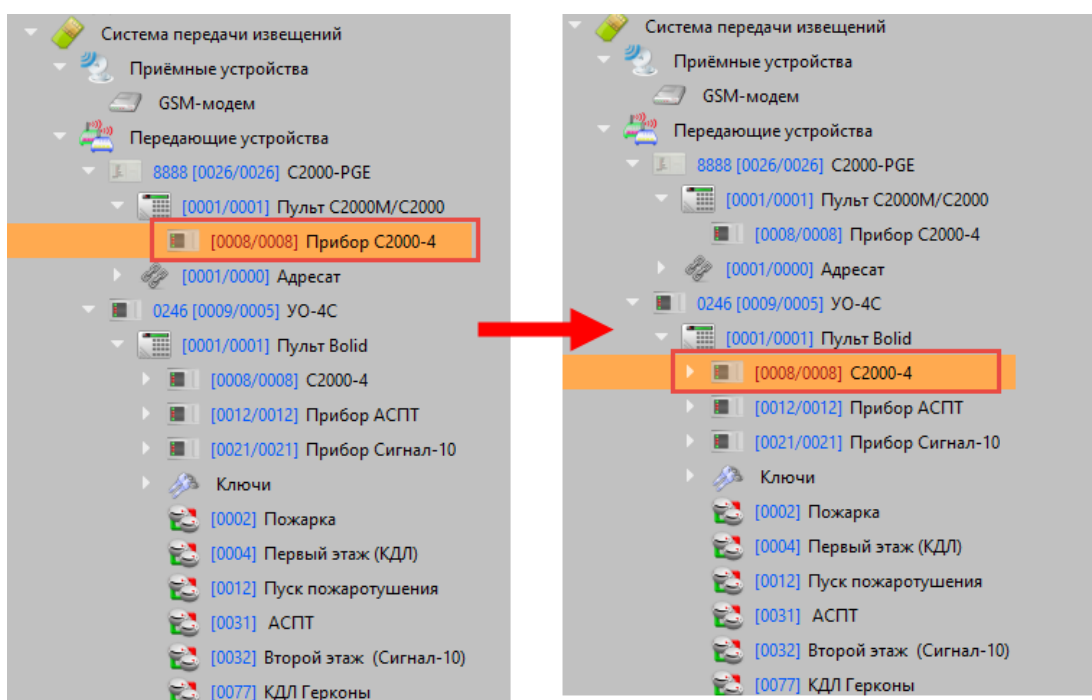 Система передачи извещений
Приёмные устройства
GSM-модем
Передающие устройства
8888 [0026/0026] С2000-PGE
[0001/0001] Пульт С2000М/С2000
[0008/0008] Прибор С2000-4
[0001/0000] Адресат
0246 [0009/0005] УО-4С
[0001/0001] Пульт Bolid
[0008/0008] С2000-4
[0012/0012] Прибор АСПТ
[0021/0021] Прибор Сигнал-10
Ключи
[0002] Пожарка
[0004] Первый этаж (КДЛ)
[0012] Пуск пожаротушения
[0031] АСПТ
[0032] Второй этаж (Сигнал-10)
[0077] КДЛ Герконы
Система передачи извещений
Приёмные устройства
GSM-модем
Передающие устройства
8888 [0026/0026] С2000-PGE
[0001/0001] Пульт С2000М/С2000
[0008/0008] Прибор С2000-4
[0001/0000] Адресат
0246 [0009/0005] УО-4С
[0001/0001] Пульт Bolid
[0008/0008] С2000-4
[0012/0012] Прибор АСПТ
[0021/0021] Прибор Сигнал-10
Ключи
[0002] Пожарка
[0004] Первый этаж (КДЛ)
[0012] Пуск пожаротушения
[0031] АСПТ
[0032] Второй этаж (Сигнал-10)
[0077] КДЛ Герконы